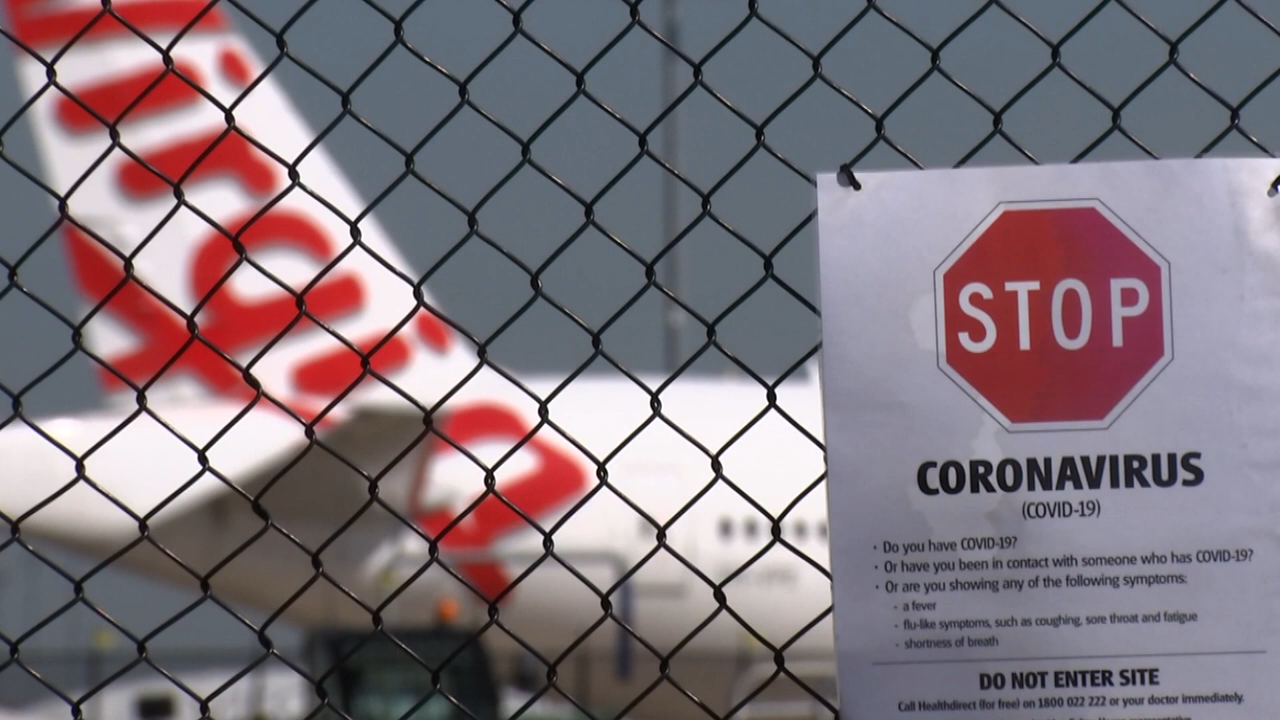 STOP
CORONAVIRUS
(COVID-19)
· Do you have COVID-19?
· Or have you been in contact with someone who has COVID-19?
· Or are you showing any of the following symptoms:
- a fever
- flu-like symptoms, such as coughing, sore throat and fatigue
- shortness of breath
DO NOT ENTER SITE
Call Healthdirect (for free) on 1800 022 222 or your doctor immediately.